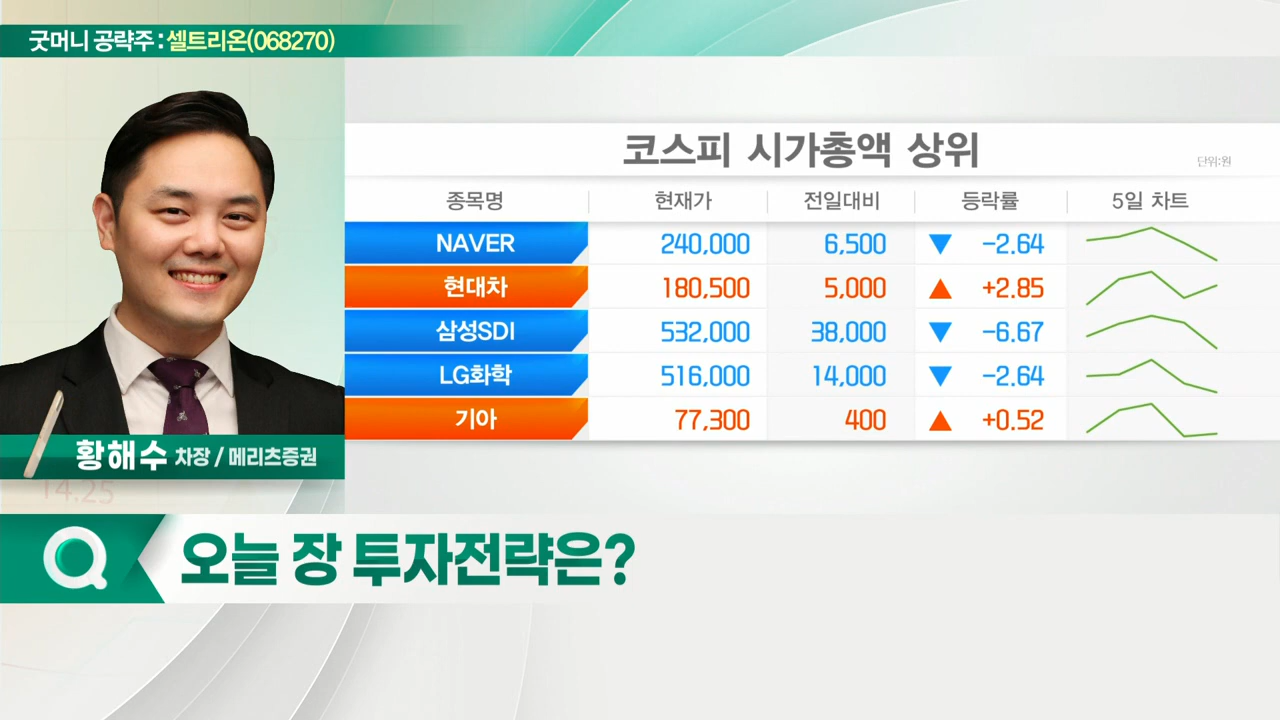 굿머니 공략주 : 셀트리온(068270)
코스피 시가총액 상위
단위:원
종목명 현재가 전일대비 등락률 5일 차트
NAVER 240,000 6,500 ▼ -2.64
현대차 180,500 5,000 ▲ +2.85
삼성SDI 532,000 38,000 ▼ -6.67
LG화학 516,000 14,000 ▼ -2.64
기아 77,300 400 ▲ +0.52
황해수 차장 / 메리츠증권
14.25
Q 오늘 장 투자전략은?